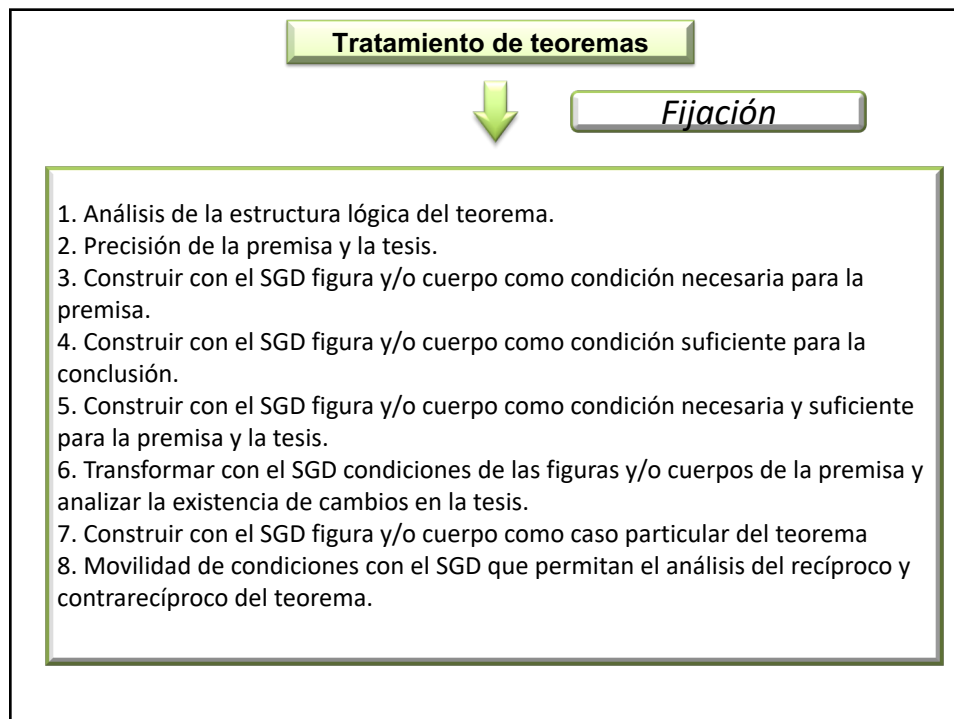 Tratamiento de teoremas
Fijación
1. Análisis de la estructura lógica del teorema.
2. Precisión de la premisa y la tesis.
3. Construir con el SGD figura y/o cuerpo como condición necesaria para la
premisa.
4. Construir con el SGD figura y/o cuerpo como condición suficiente para la
conclusión.
5. Construir con el SGD figura y/o cuerpo como condición necesaria y suficiente
para la premisa y la tesis.
6. Transformar con el SGD condiciones de las figuras y/o cuerpos de la premisa y
analizar la existencia de cambios en la tesis.
7. Construir con el SGD figura y/o cuerpo como caso particular del teorema
8. Movilidad de condiciones con el SGD que permitan el análisis del recíproco y
contrarecíproco del teorema.